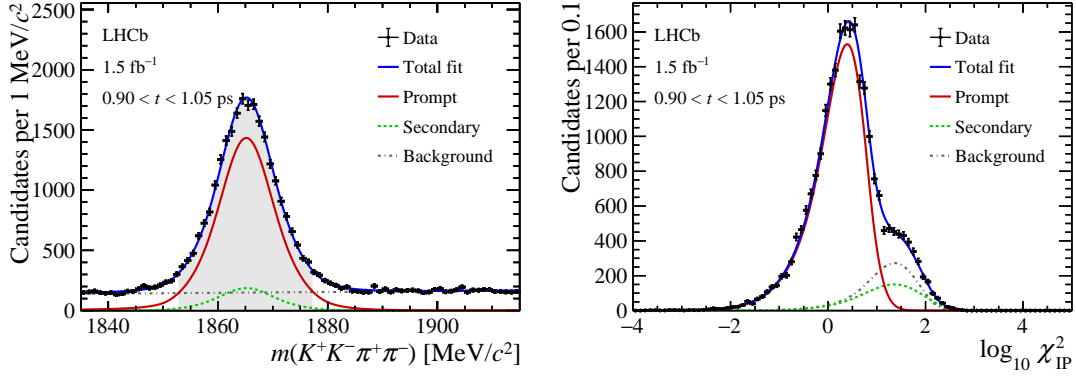 Candidates per 1 MeV/c²
2500
2000
1500
1000
500
0
LHCb
1.5 fb⁻¹
0.90 < t < 1.05 ps
Data
Total fit
Prompt
Secondary
Background
1840
1860
1880
1900
m(K⁺K⁻π⁺π⁻) [MeV/c²]
Candidates per 0.1
1600
1400
1200
1000
800
600
400
200
0
LHCb
1.5 fb⁻¹
0.90 < t < 1.05 ps
Data
Total fit
Prompt
Secondary
Background
−4
−2
0
2
4
log₁₀ χ²_IP